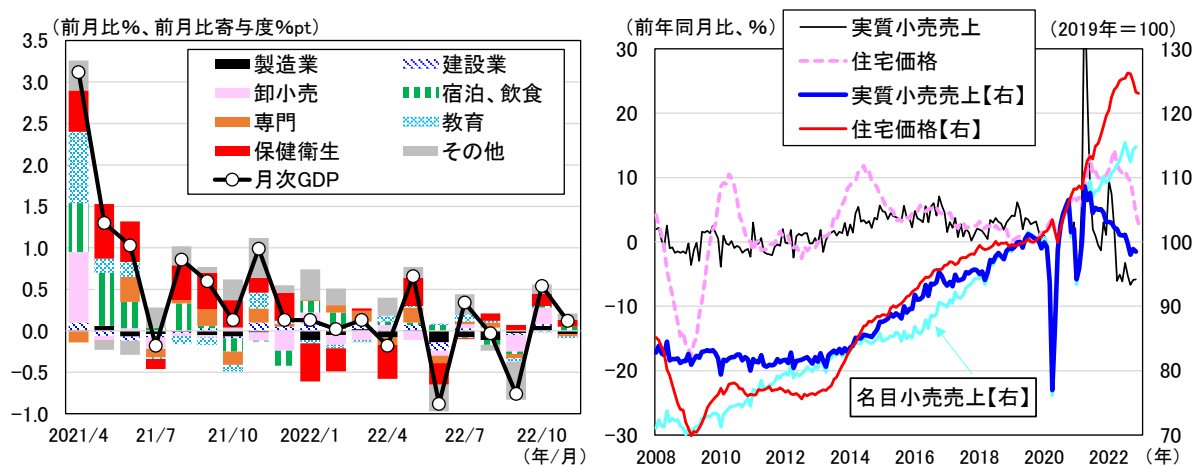 （前月比%、前月比寄与度%pt）
3.5
3.0
2.5
2.0
1.5
1.0
0.5
0.0
−0.5
−1.0
製造業
建設業
卸小売
宿泊、飲食
専門
教育
保健衛生
その他
月次GDP
2021/4
21/7
21/10
2022/1
22/4
22/7
22/10
（年/月）
（前年同月比、%）
（2019年＝100）
30
20
10
0
−10
−20
−30
130
120
110
100
90
80
70
実質小売売上
住宅価格
実質小売売上【右】
住宅価格【右】
名目小売売上【右】
2008
2010
2012
2014
2016
2018
2020
2022
（年）